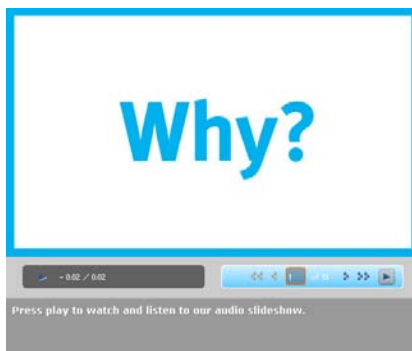 Why?
- 0:02 / 0:02
1
Press play to watch and listen to our audio slideshow.